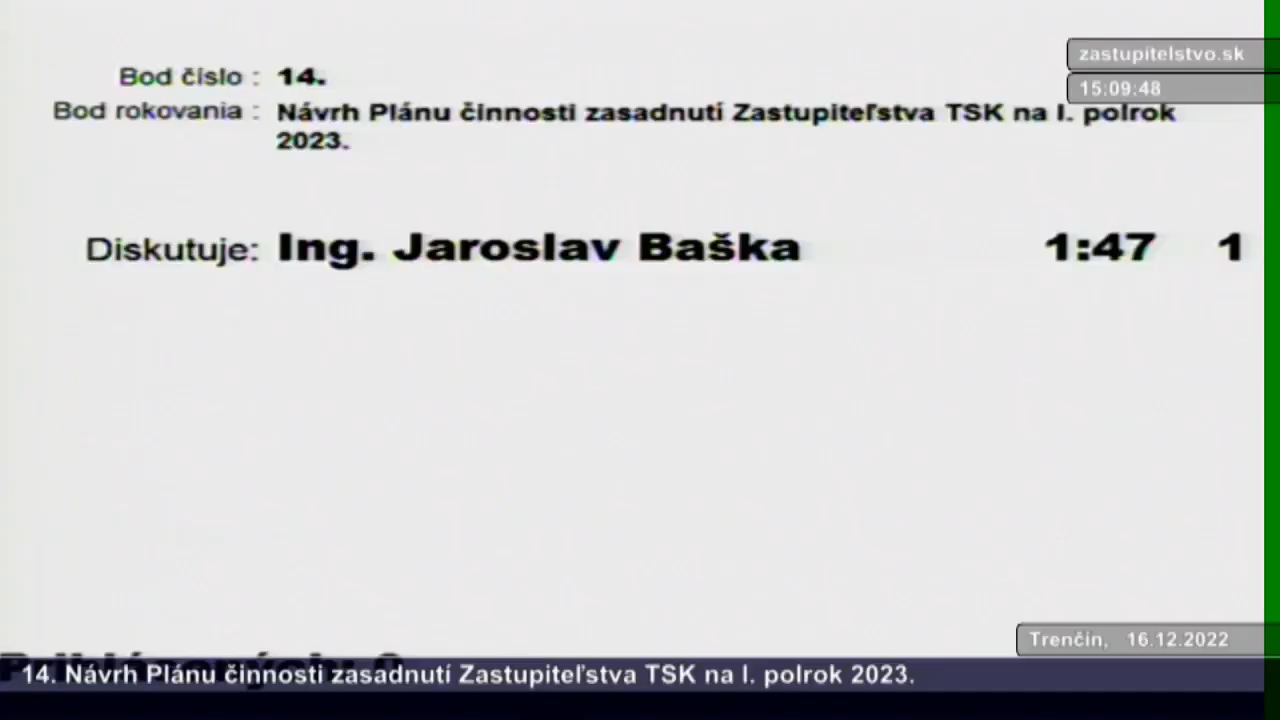 zastupitelstvo.sk
Bod číslo : 14.
15:09:48
Bod rokovania : Návrh Plánu činnosti zasadnutí Zastupiteľstva TSK na I. polrok
2023.
Diskutuje: Ing. Jaroslav Baška 1:47 1
Trenčín, 16.12.2022
14. Návrh Plánu činnosti zasadnutí Zastupiteľstva TSK na I. polrok 2023.